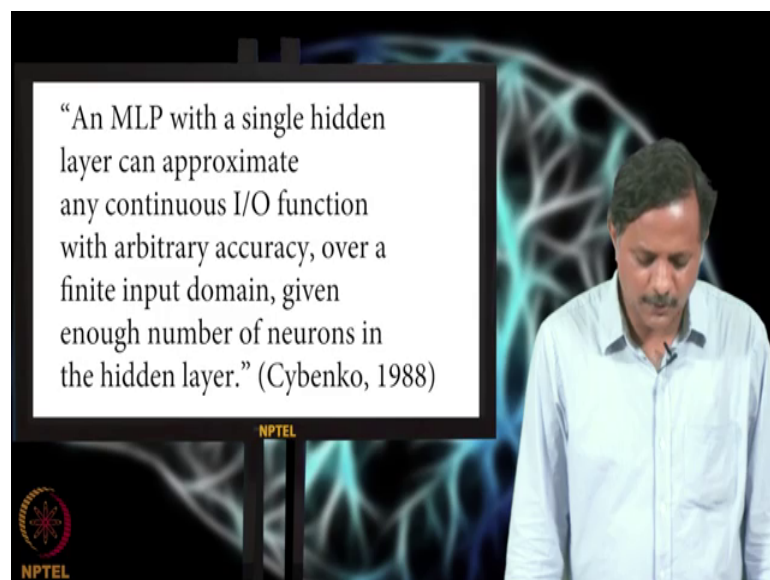 “An MLP with a single hidden
layer can approximate
any continuous I/O function
with arbitrary accuracy, over a
finite input domain, given
enough number of neurons in
the hidden layer.” (Cybenko, 1988)
NPTEL
NPTEL